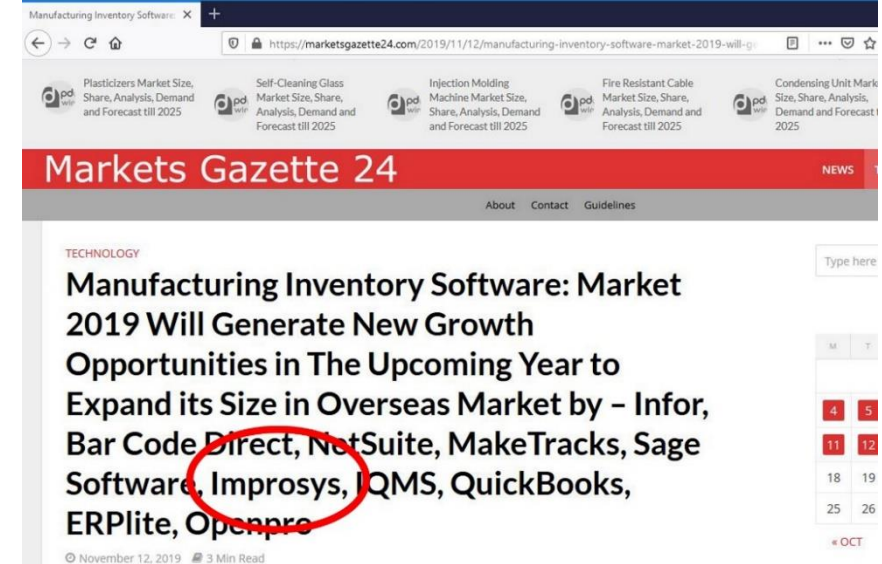 Manufacturing Inventory Software:
https://marketsgazette24.com/2019/11/12/manufacturing-inventory-software-market-2019-will-g
Plasticizers Market Size,
Share, Analysis, Demand
and Forecast till 2025
Self-Cleaning Glass
Market Size, Share,
Analysis, Demand and
Forecast till 2025
Injection Molding
Machine Market Size,
Share, Analysis, Demand
and Forecast till 2025
Fire Resistant Cable
Market Size, Share,
Analysis, Demand and
Forecast till 2025
Condensing Unit Mark
Size, Share, Analysis,
Demand and Forecast
2025
Markets Gazette 24
NEWS
About Contact Guidelines
TECHNOLOGY
Type here
Manufacturing Inventory Software: Market
2019 Will Generate New Growth
Opportunities in The Upcoming Year to
Expand its Size in Overseas Market by – Infor,
Bar Code Direct, NetSuite, MakeTracks, Sage
Software, Improsys, IQMS, QuickBooks,
ERPlite, Openpro
November 12, 2019 3 Min Read
M T
4 5
11 12
18 19
25 26
« OCT